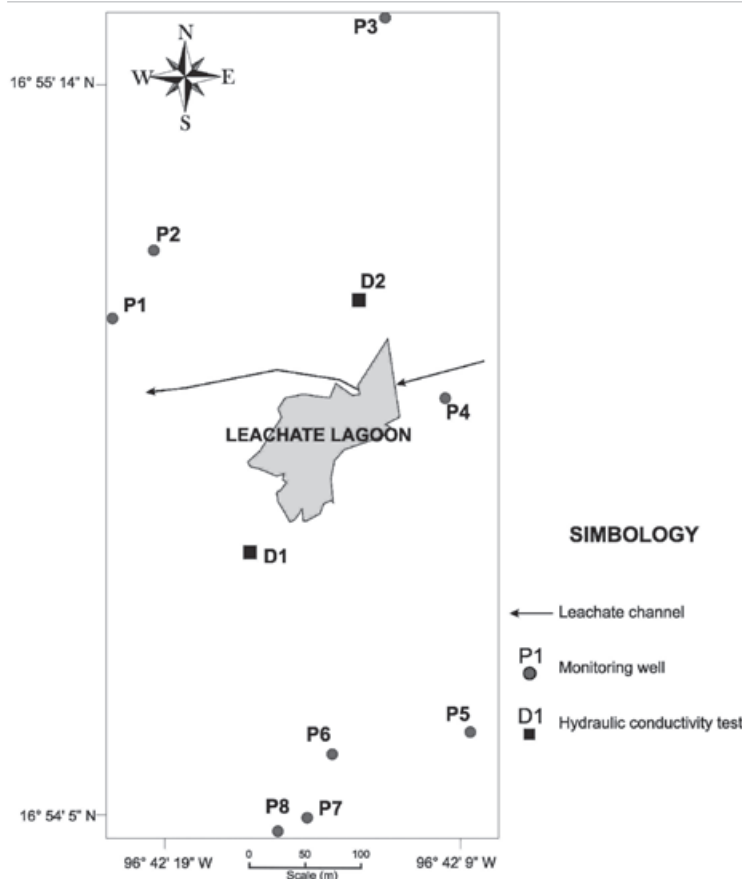 P3
N
W E
S
16° 55' 14" N
P2
D2
P1
P4
LEACHATE LAGOON
D1
SIMBOLOGY
Leachate channel
P1
Monitoring well
D1
Hydraulic conductivity test
P5
P6
P8 P7
16° 54' 5" N
96° 42' 19" W
0 50 100
Scale (m)
96° 42' 9" W